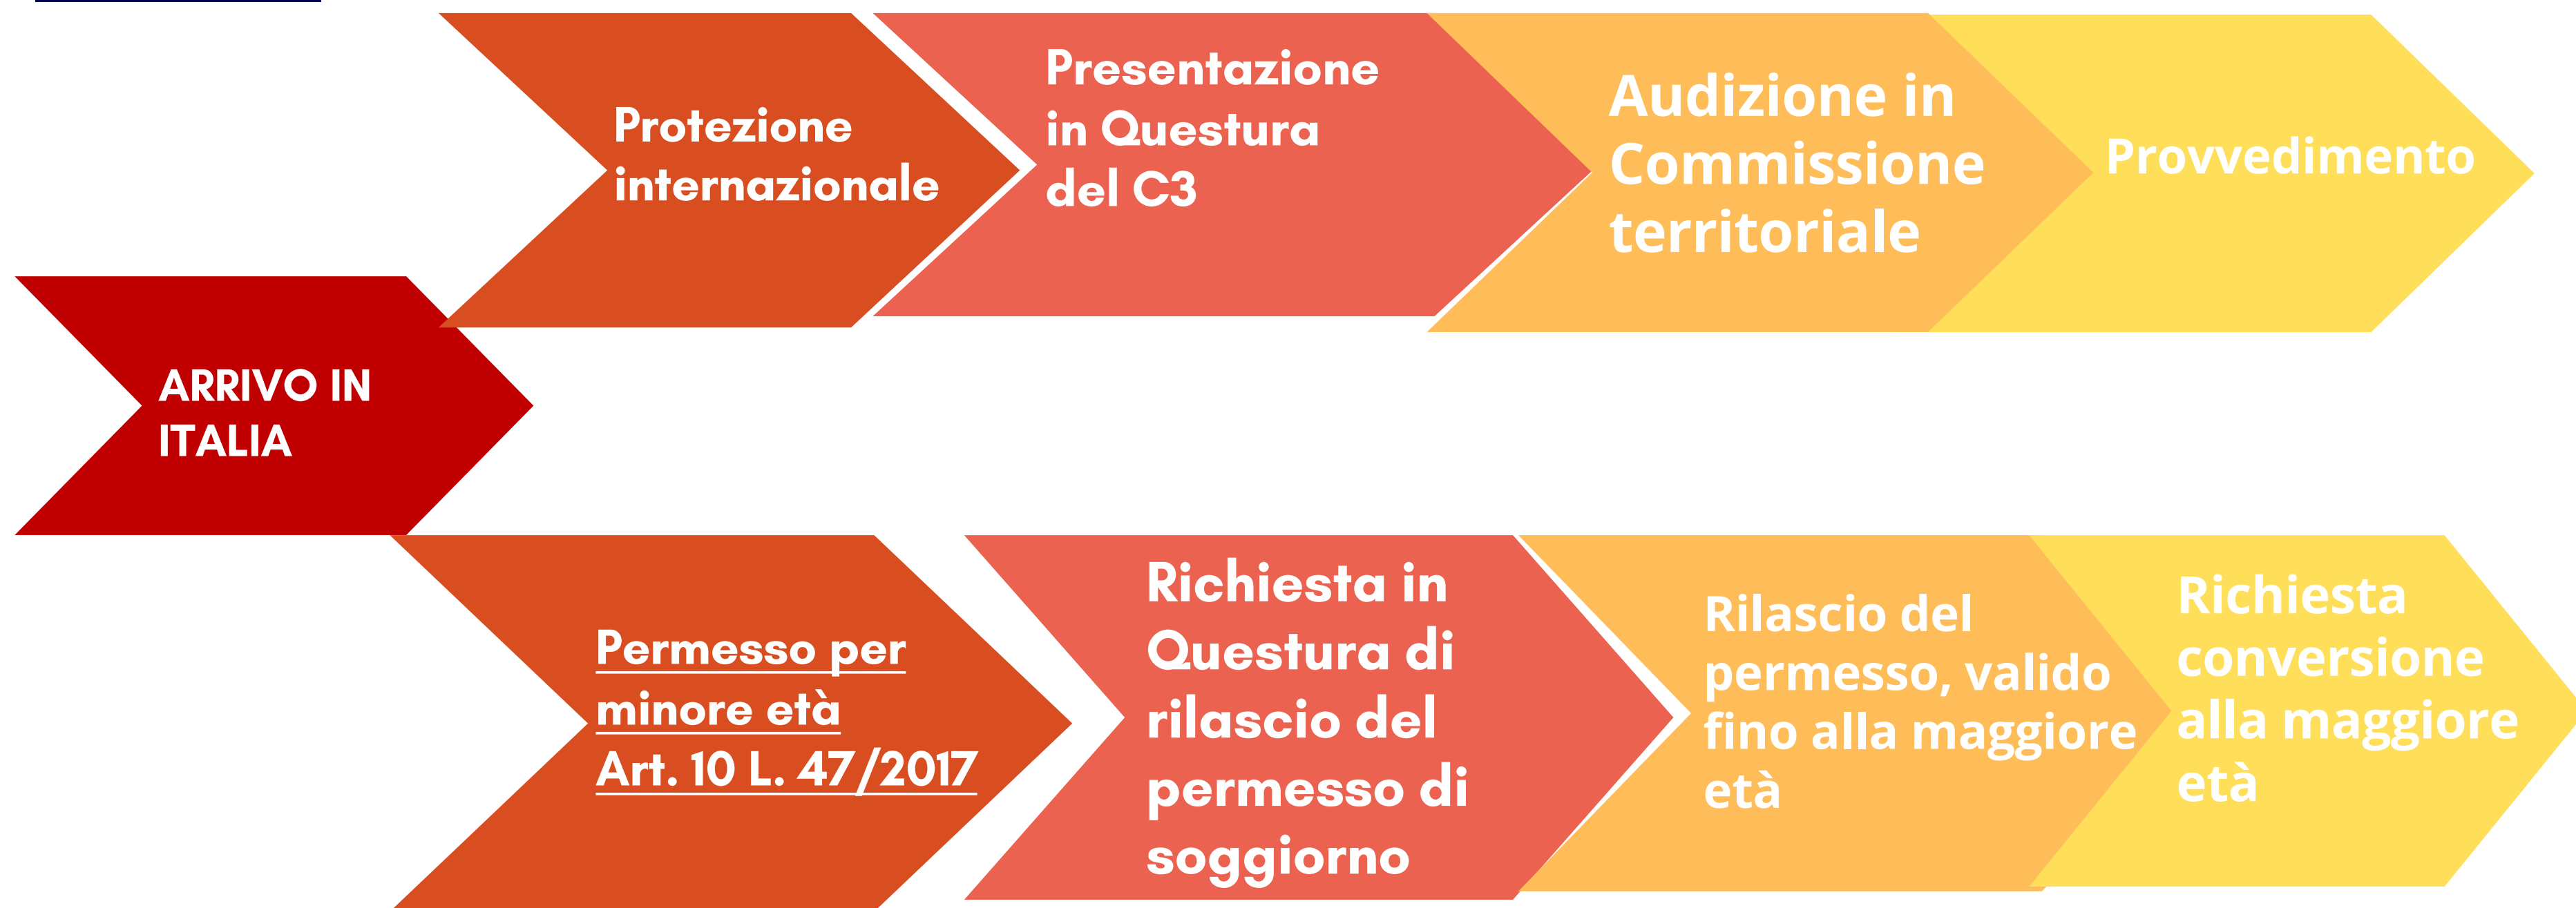 Protezione
internazionale
Presentazione
in Questura
del C3
Audizione in
Commissione
territoriale
Provvedimento
ARRIVO IN
ITALIA
Permesso per
minore età
Art. 10 L. 47/2017
Richiesta in
Questura di
rilascio del
permesso di
soggiorno
Rilascio del
permesso, valido
fino alla maggiore
età
Richiesta
conversione
alla maggiore
età